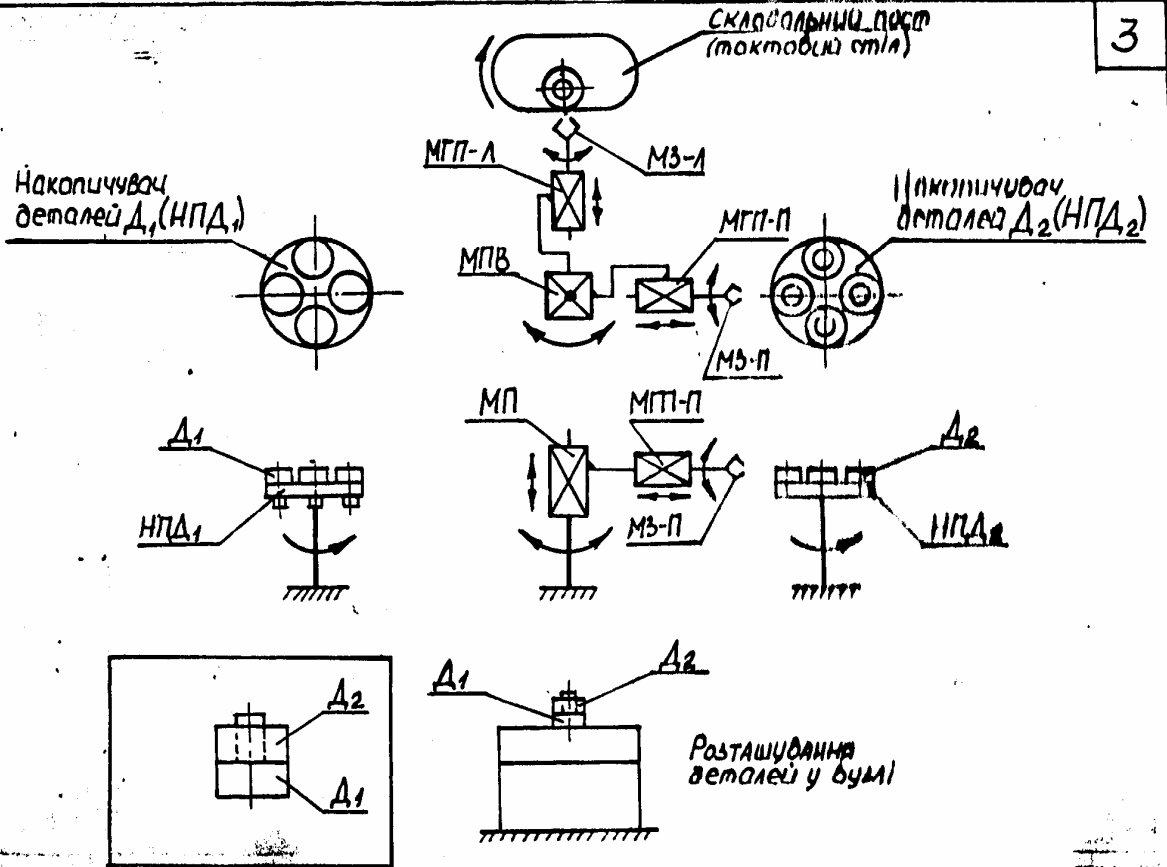 3
Складальний пост
(тактовий стіл)
МГП-Л
МЗ-Л
Накопичувач
деталей Д₁(НПД₁)
Накопичувач
деталей Д₂(НПД₂)
МГП-П
МПВ
МЗ-П
МП
МГП-П
Д1
Д2
НПД₁
МЗ-П
НПД₂
Д1
Д2
Д2
Д1
Розташування
деталей у вузлі